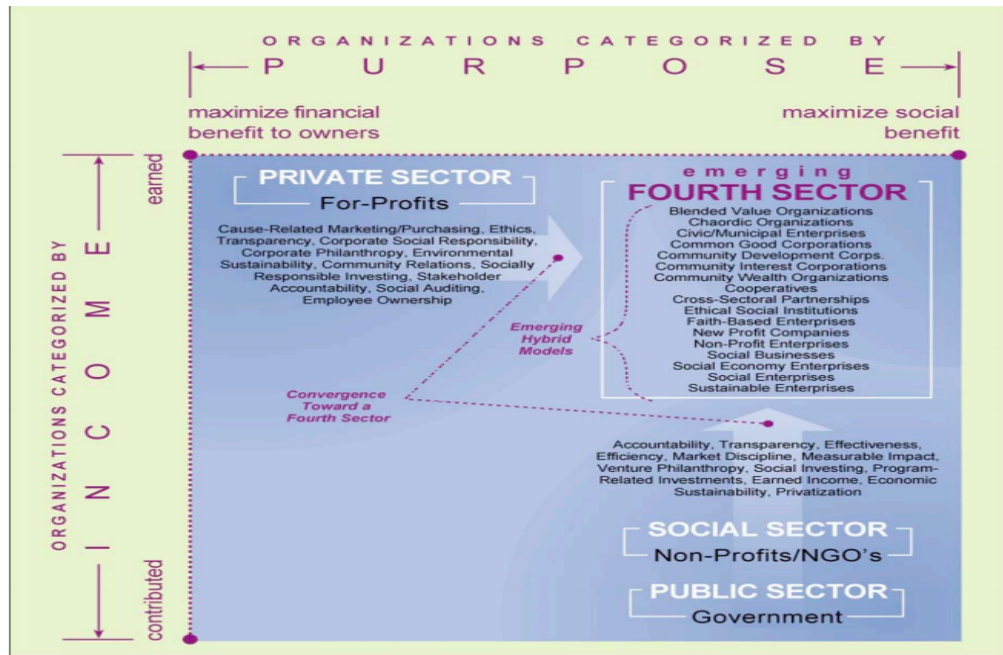 ORGANIZATIONS CATEGORIZED BY
PURPOSE
maximize financial
benefit to owners
maximize social
benefit
ORGANIZATIONS CATEGORIZED BY
INCOME
earned
contributed
PRIVATE SECTOR
For-Profits
Cause-Related Marketing/Purchasing, Ethics,
Transparency, Corporate Social Responsibility,
Corporate Philanthropy, Environmental
Sustainability, Community Relations, Socially
Responsible Investing, Stakeholder
Accountability, Social Auditing,
Employee Ownership
emerging
FOURTH SECTOR
Blended Value Organizations
Chaordic Organizations
Civic/Municipal Enterprises
Common Good Corporations
Community Development Corps.
Community Interest Corporations
Community Wealth Organizations
Cooperatives
Cross-Sectoral Partnerships
Ethical Social Institutions
Faith-Based Enterprises
New Profit Companies
Non-Profit Enterprises
Social Businesses
Social Economy Enterprises
Social Enterprises
Sustainable Enterprises
Emerging
Hybrid
Models
Convergence
Toward a
Fourth Sector
Accountability, Transparency, Effectiveness,
Efficiency, Market Discipline, Measurable Impact,
Venture Philanthropy, Social Investing, Program-
Related Investments, Earned Income, Economic
Sustainability, Privatization
SOCIAL SECTOR
Non-Profits/NGO's
PUBLIC SECTOR
Government